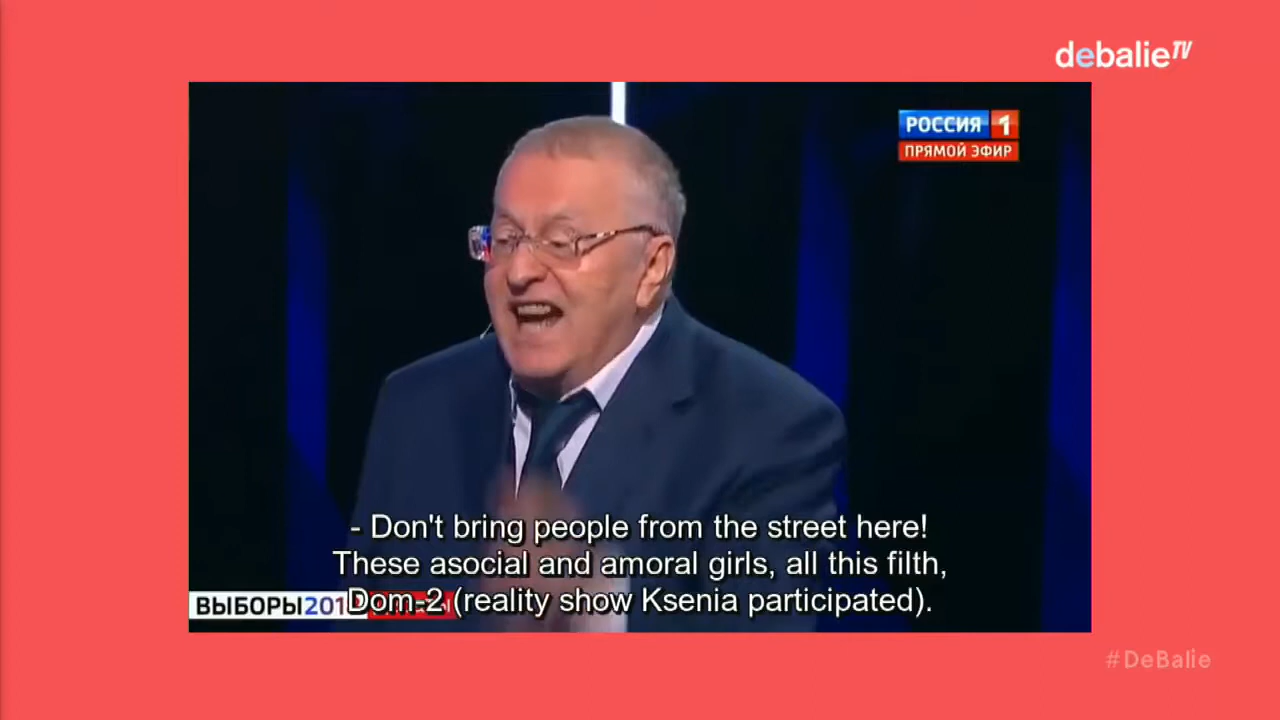 debalieTV
РОССИЯ 1
ПРЯМОЙ ЭФИР
- Don't bring people from the street here!
These asocial and amoral girls, all this filth,
Dom-2 (reality show Ksenia participated).
ВЫБОРЫ
#DeBalie